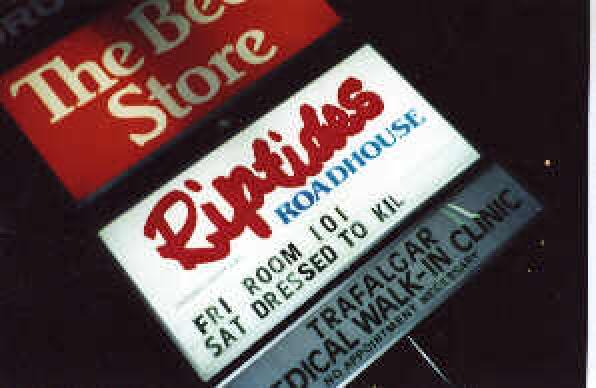 The Bee
Store
Riptides
ROADHOUSE
FRI ROOM 101
SAT DRESSED TO KIL
TRAFALGAR
EDICAL WALK-IN CLINIC
NO APPOINTMENT NECESSARY